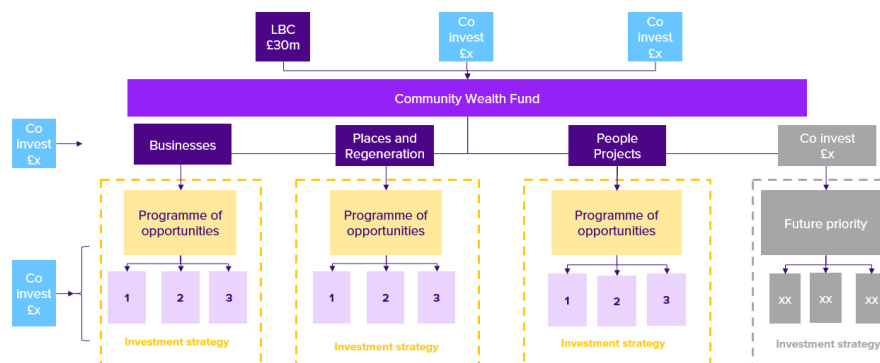 LBC
£30m
Co
invest
£x
Co
invest
£x
Community Wealth Fund
Co
invest
£x
Businesses
Places and
Regeneration
People
Projects
Co invest
£x
Programme of
opportunities
Programme of
opportunities
Programme of
opportunities
Future priority
Co
invest
£x
1
2
3
1
2
3
1
2
3
xx
xx
xx
Investment strategy
Investment strategy
Investment strategy
Investment strategy